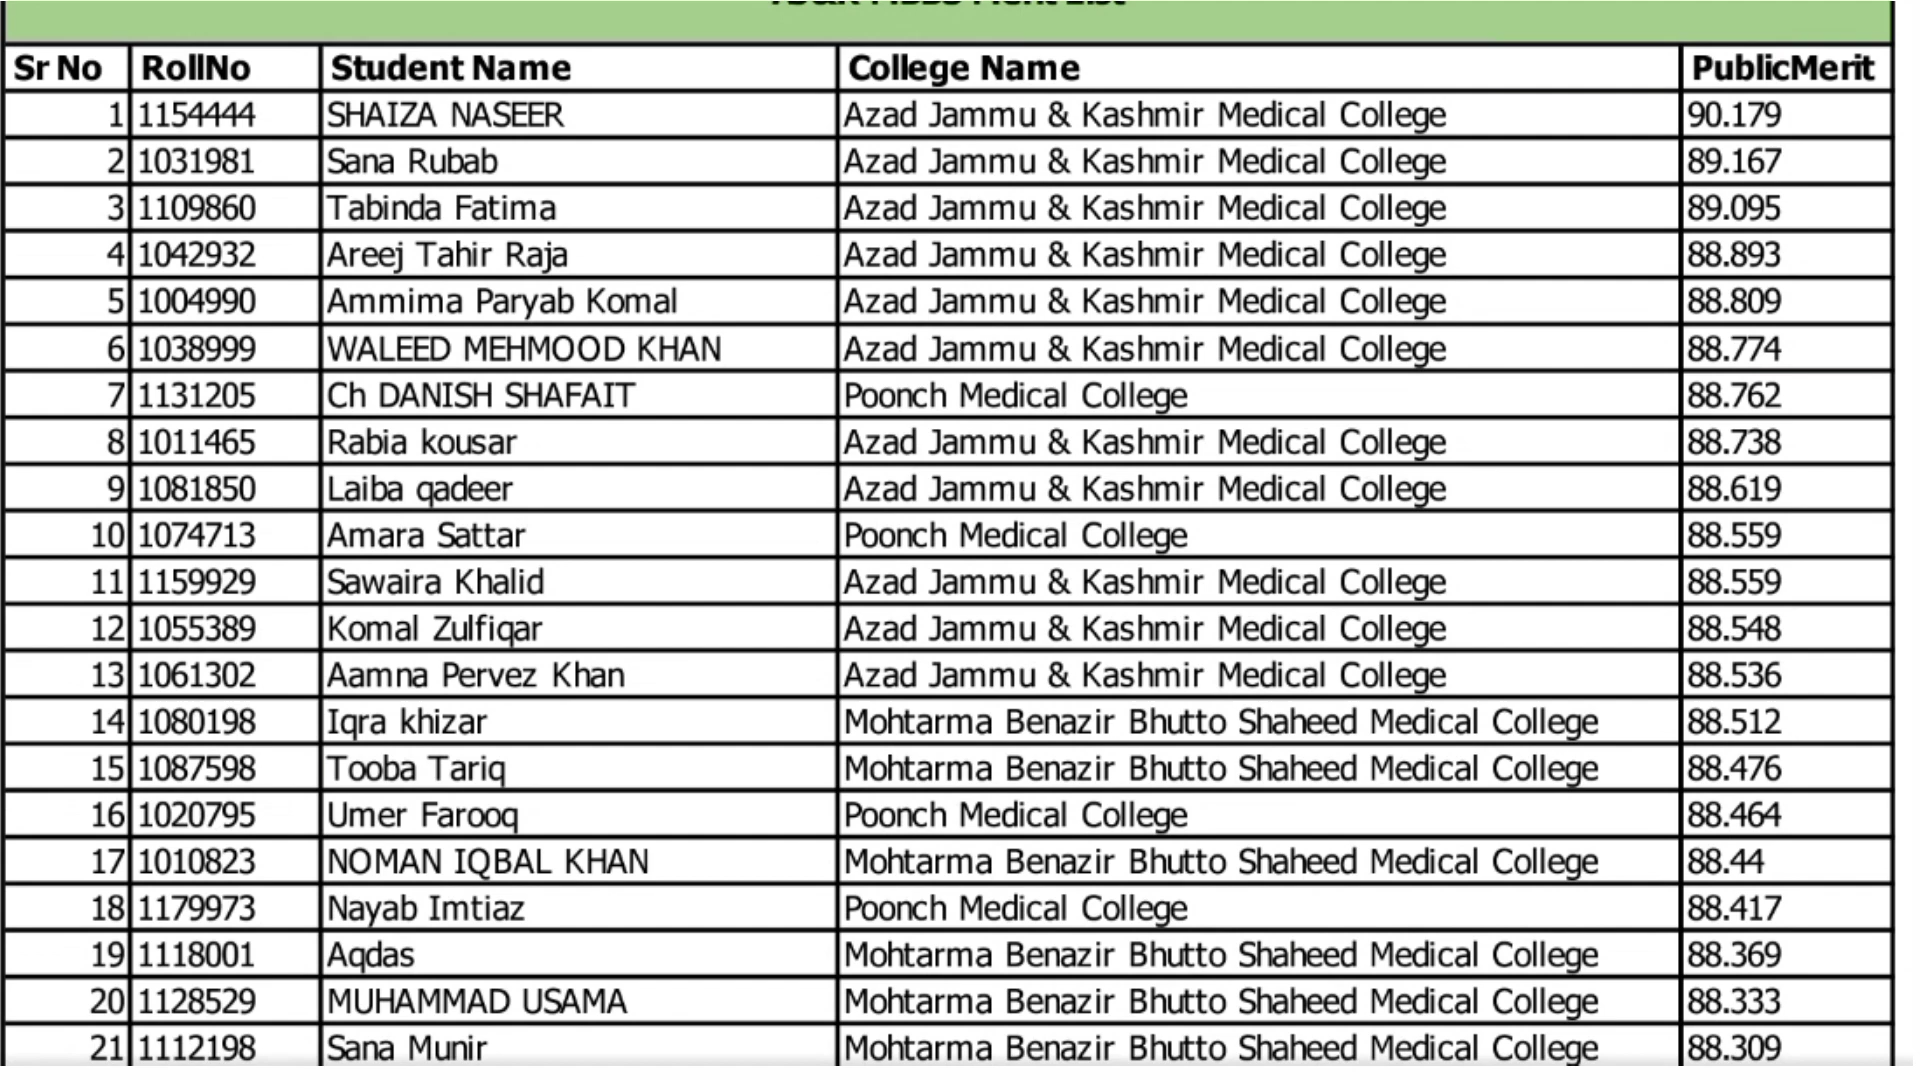 MBBS Merit List
Sr No RollNo Student Name College Name PublicMerit
1 1154444 SHAIZA NASEER Azad Jammu & Kashmir Medical College 90.179
2 1031981 Sana Rubab Azad Jammu & Kashmir Medical College 89.167
3 1109860 Tabinda Fatima Azad Jammu & Kashmir Medical College 89.095
4 1042932 Areej Tahir Raja Azad Jammu & Kashmir Medical College 88.893
5 1004990 Ammima Paryab Komal Azad Jammu & Kashmir Medical College 88.809
6 1038999 WALEED MEHMOOD KHAN Azad Jammu & Kashmir Medical College 88.774
7 1131205 Ch DANISH SHAFAIT Poonch Medical College 88.762
8 1011465 Rabia kousar Azad Jammu & Kashmir Medical College 88.738
9 1081850 Laiba qadeer Azad Jammu & Kashmir Medical College 88.619
10 1074713 Amara Sattar Poonch Medical College 88.559
11 1159929 Sawaira Khalid Azad Jammu & Kashmir Medical College 88.559
12 1055389 Komal Zulfiqar Azad Jammu & Kashmir Medical College 88.548
13 1061302 Aamna Pervez Khan Azad Jammu & Kashmir Medical College 88.536
14 1080198 Iqra khizar Mohtarma Benazir Bhutto Shaheed Medical College 88.512
15 1087598 Tooba Tariq Mohtarma Benazir Bhutto Shaheed Medical College 88.476
16 1020795 Umer Farooq Poonch Medical College 88.464
17 1010823 NOMAN IQBAL KHAN Mohtarma Benazir Bhutto Shaheed Medical College 88.44
18 1179973 Nayab Imtiaz Poonch Medical College 88.417
19 1118001 Aqdas Mohtarma Benazir Bhutto Shaheed Medical College 88.369
20 1128529 MUHAMMAD USAMA Mohtarma Benazir Bhutto Shaheed Medical College 88.333
21 1112198 Sana Munir Mohtarma Benazir Bhutto Shaheed Medical College 88.309